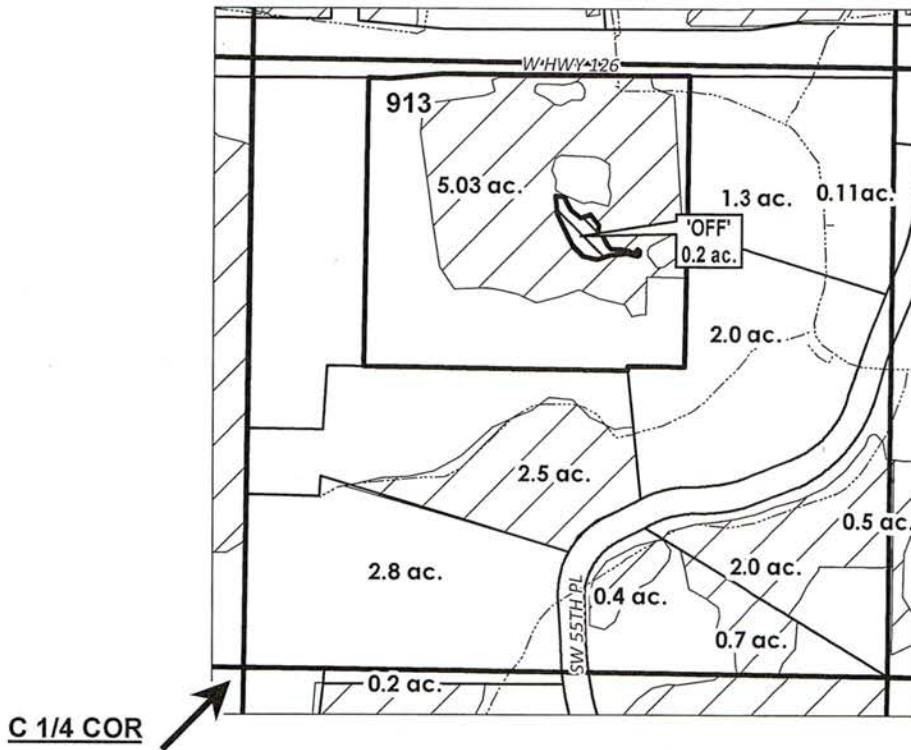 W HWY 126
913
5.03 ac.
1.3 ac.
0.11ac.
'OFF'
0.2 ac.
2.0 ac.
2.5 ac.
0.5 ac.
2.8 ac.
2.0 ac.
0.4 ac.
SW 55TH PL
0.7 ac.
0.2 ac.
C 1/4 COR